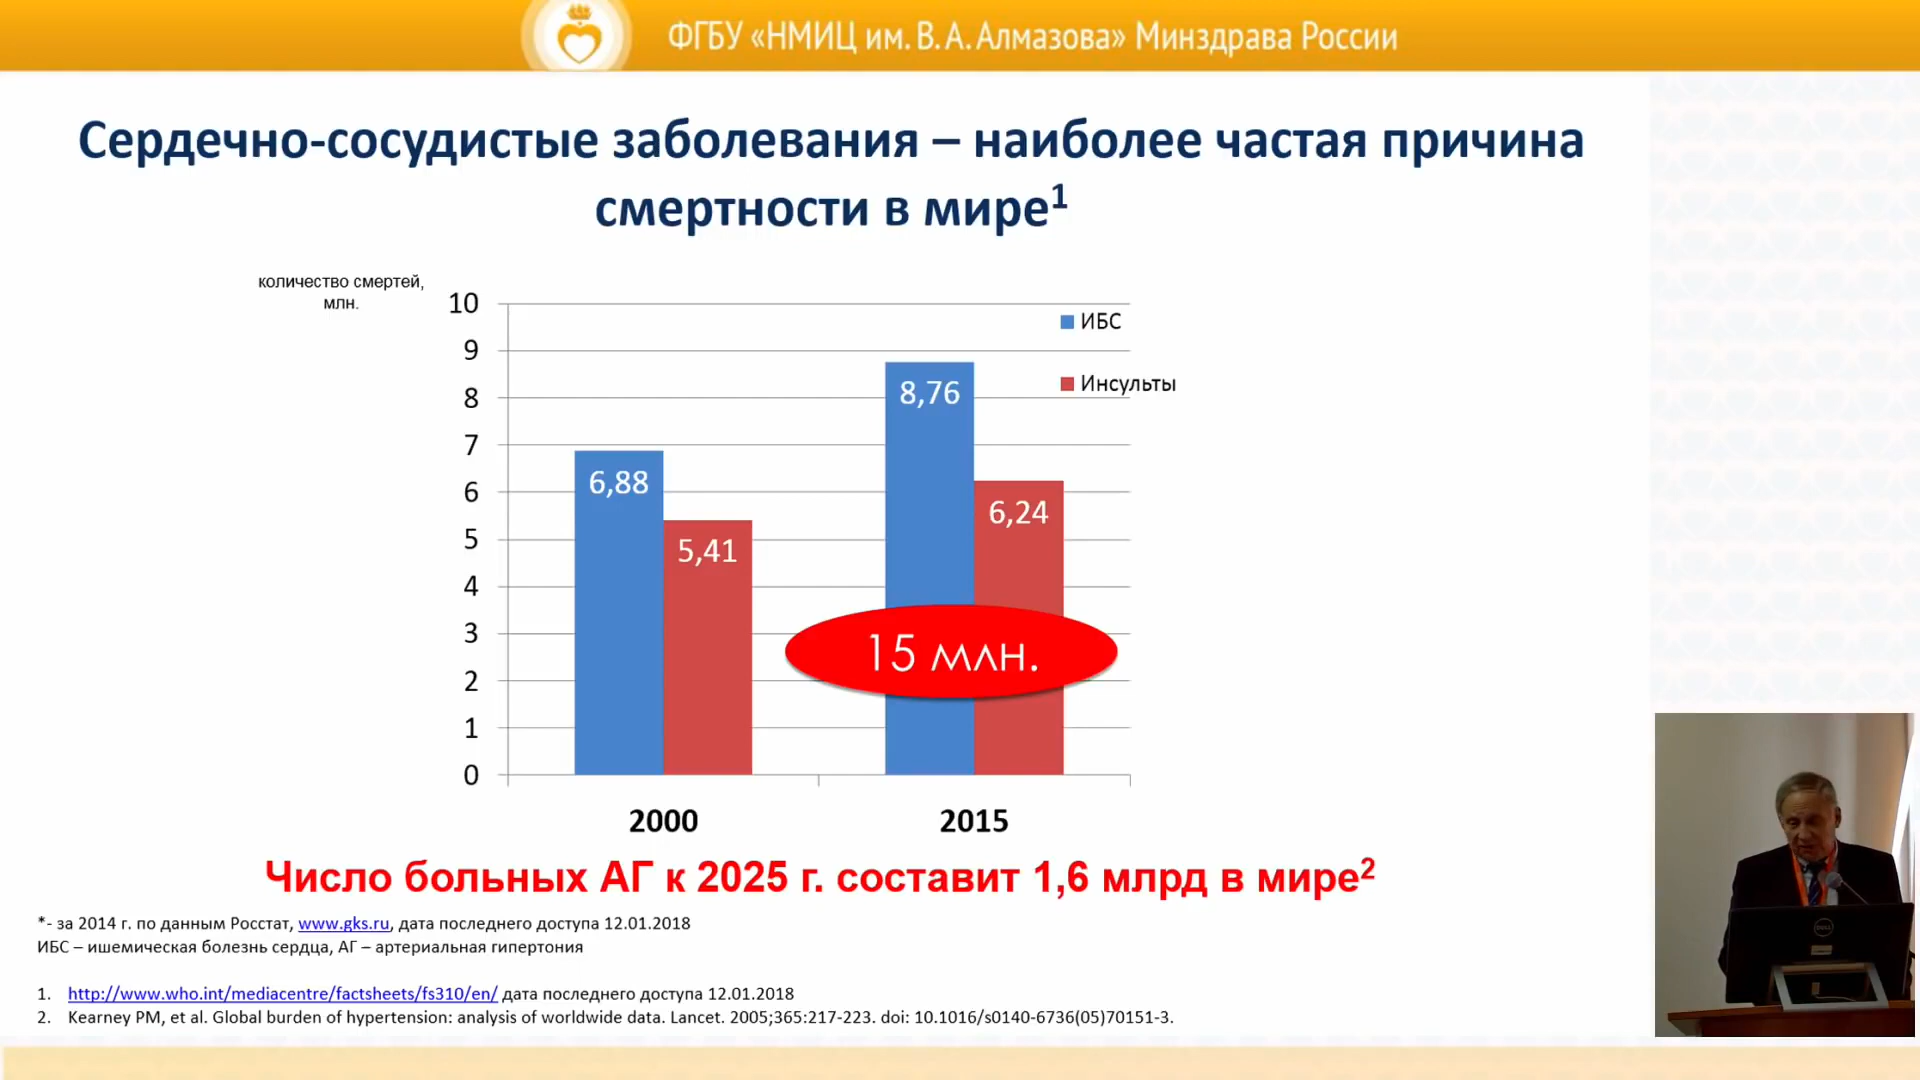 ФГБУ «НМИЦ им. В. А. Алмазова» Минздрава России
Сердечно-сосудистые заболевания – наиболее частая причина
смертности в мире¹
количество смертей,
млн.
10
9
8
7
6
5
4
3
2
1
0
ИБС
Инсульты
6,88
5,41
8,76
6,24
15 млн.
2000
2015
Число больных АГ к 2025 г. составит 1,6 млрд в мире²
*- за 2014 г. по данным Росстат, www.gks.ru, дата последнего доступа 12.01.2018
ИБС – ишемическая болезнь сердца, АГ – артериальная гипертония
1. http://www.who.int/mediacentre/factsheets/fs310/en/ дата последнего доступа 12.01.2018
2. Kearney PM, et al. Global burden of hypertension: analysis of worldwide data. Lancet. 2005;365:217-223. doi: 10.1016/s0140-6736(05)70151-3.
DELL